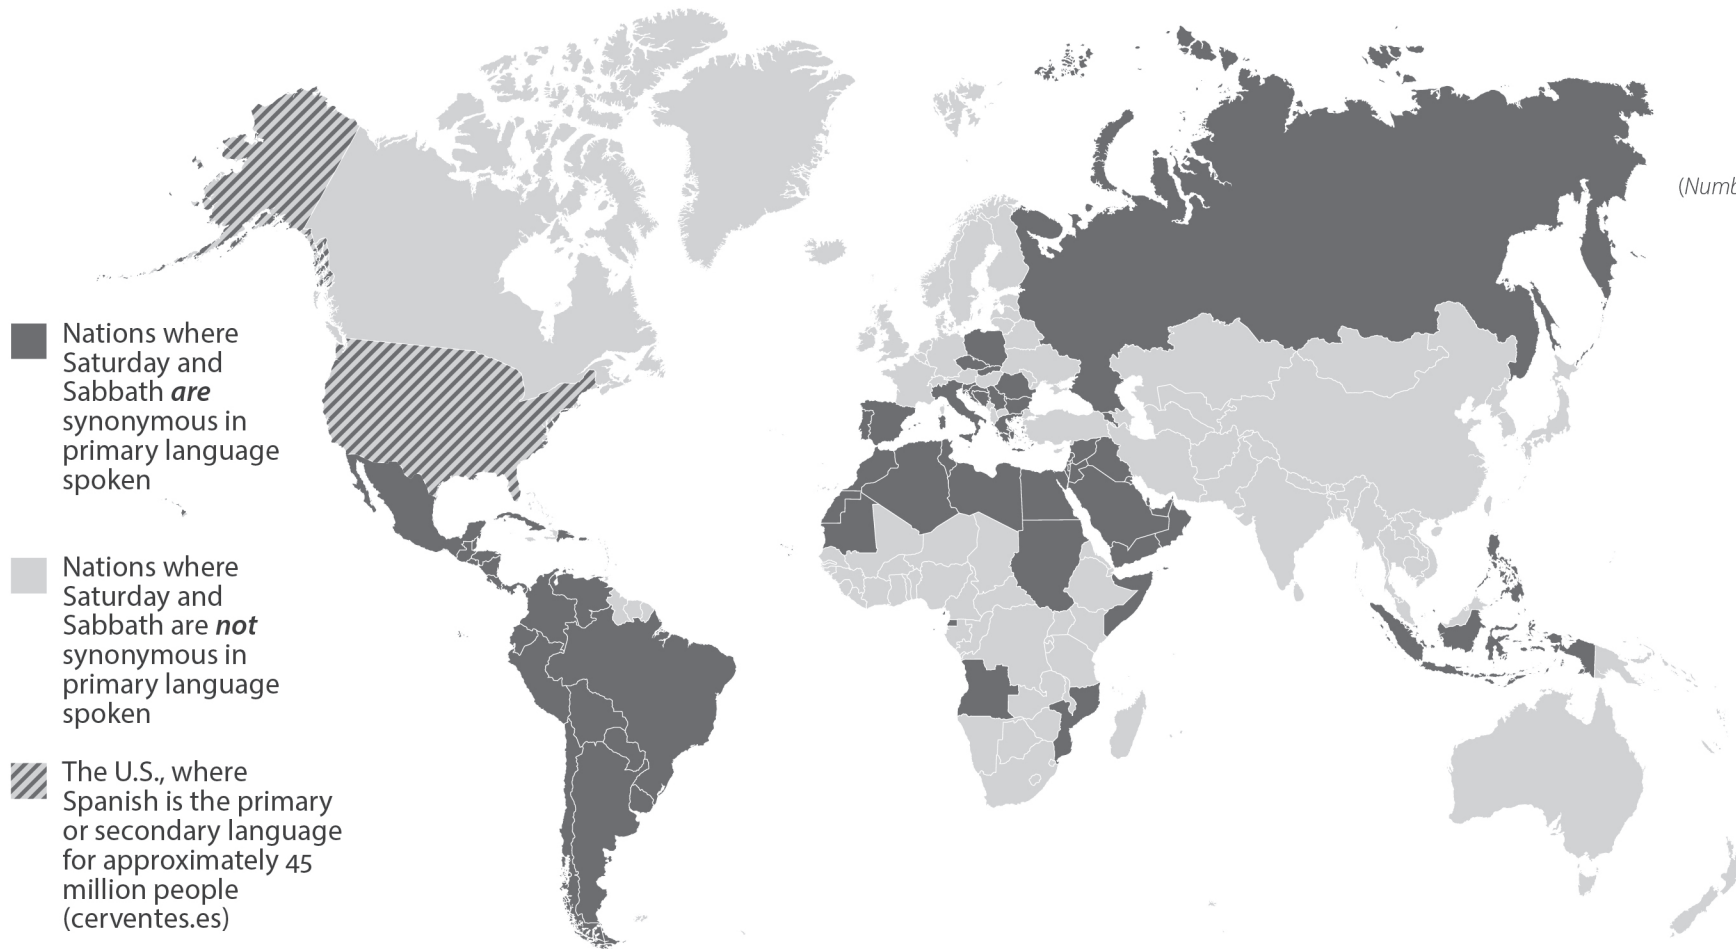 (Numb
Nations where
Saturday and
Sabbath are
synonymous in
primary language
spoken
Nations where
Saturday and
Sabbath are not
synonymous in
primary language
spoken
The U.S., where
Spanish is the primary
or secondary language
for approximately 45
million people
(cerventes.es)